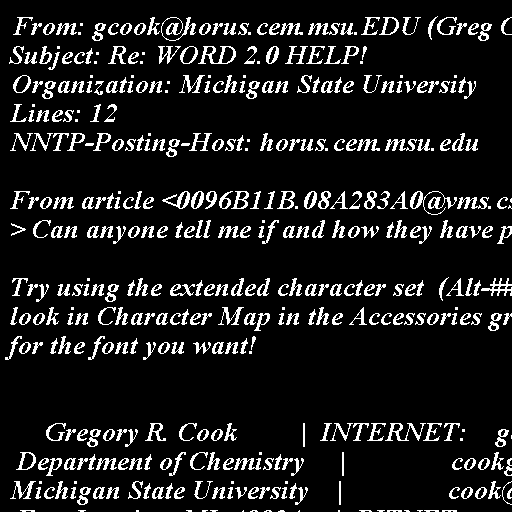 From: gcook@horus.cem.msu.EDU (Greg C
Subject: Re: WORD 2.0 HELP!
Organization: Michigan State University
Lines: 12
NNTP-Posting-Host: horus.cem.msu.edu
From article <0096B11B.08A283A0@vms.cs
> Can anyone tell me if and how they have p
Try using the extended character set (Alt-##
look in Character Map in the Accessories gr
for the font you want!
Gregory R. Cook | INTERNET: g
Department of Chemistry | cookg
Michigan State University | cook@